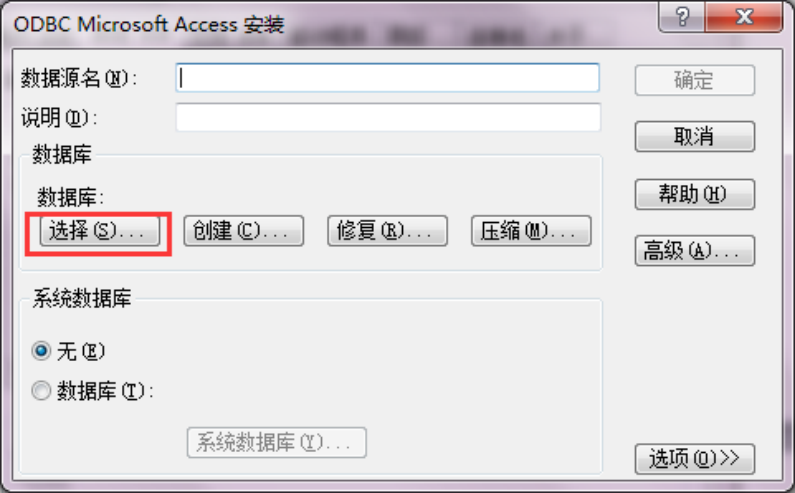 ODBC Microsoft Access 安装
数据源名(N):
确定
说明(D):
取消
数据库
数据库:
选择(S)...
创建(C)...
修复(R)...
压缩(M)...
帮助(H)
高级(A)...
系统数据库
无(E)
数据库(T):
系统数据库(Y)...
选项(O)>>